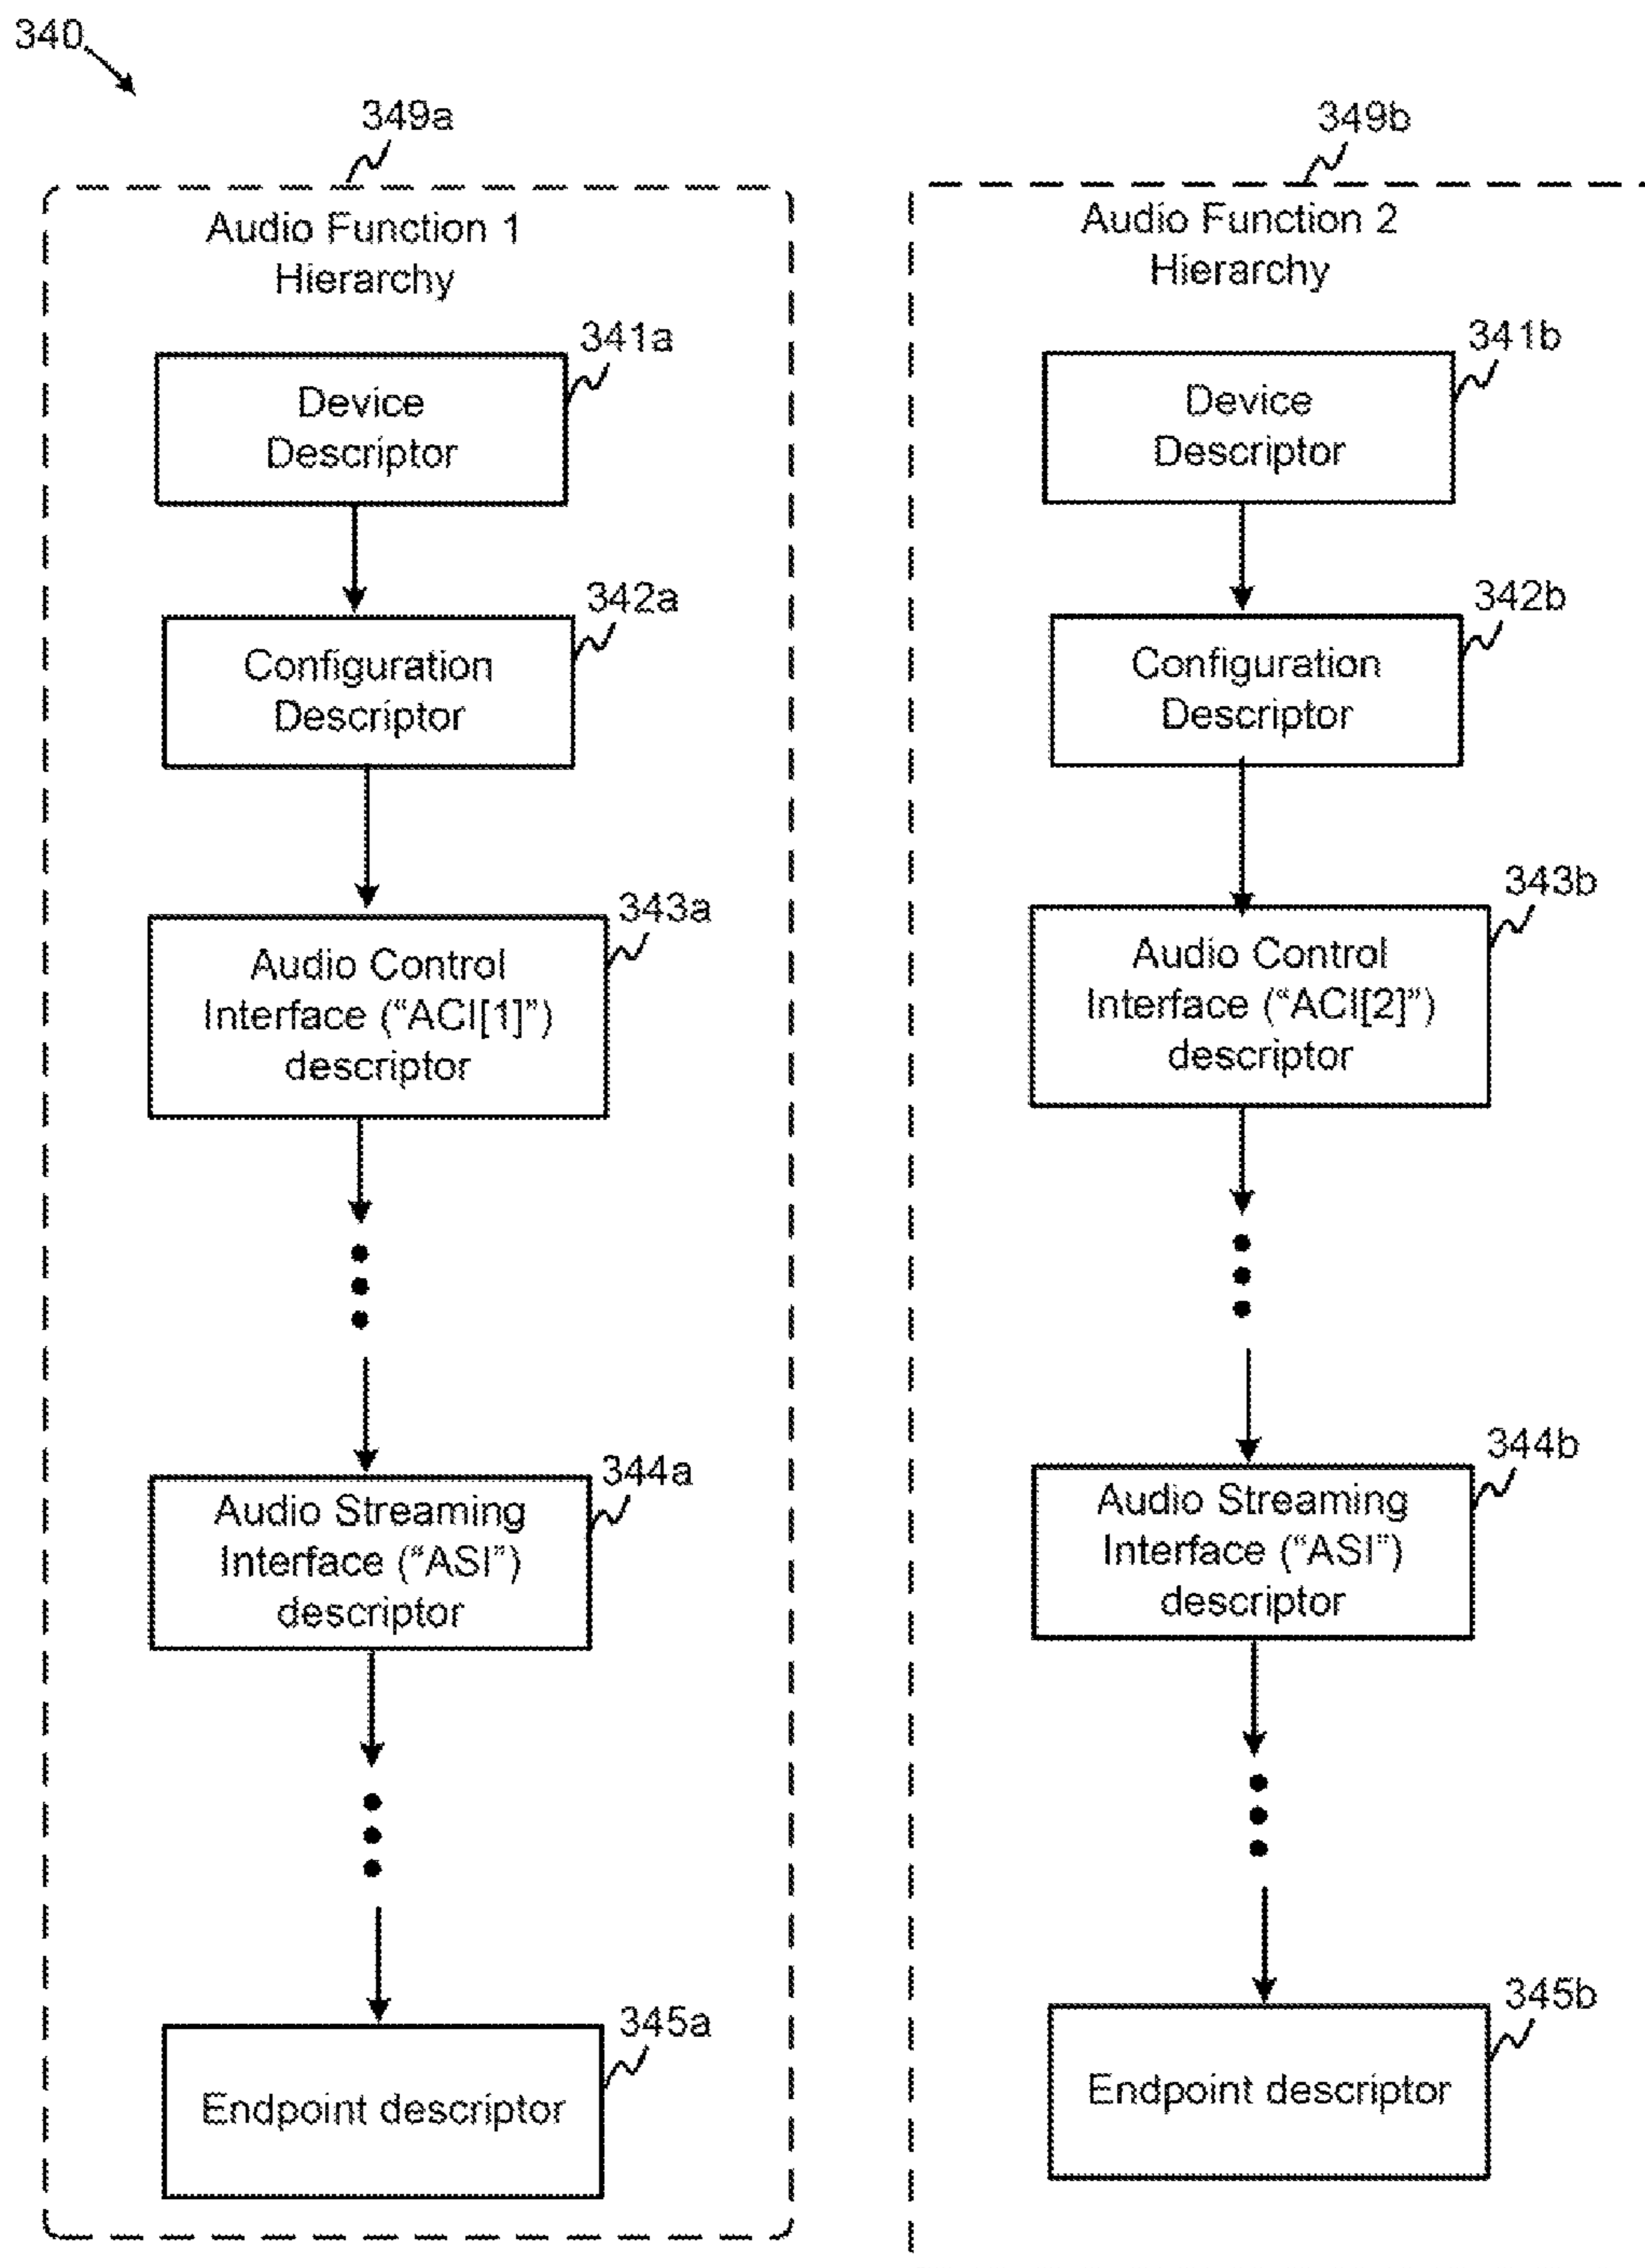 340
349a
Audio Function 1
Hierarchy
341a
Device
Descriptor
342a
Configuration
Descriptor
343a
Audio Control
Interface (“ACI[1]”)
descriptor
344a
Audio Streaming
Interface (“ASI”)
descriptor
345a
Endpoint descriptor
349b
Audio Function 2
Hierarchy
341b
Device
Descriptor
342b
Configuration
Descriptor
343b
Audio Control
Interface (“ACI[2]”)
descriptor
344b
Audio Streaming
Interface (“ASI”)
descriptor
345b
Endpoint descriptor